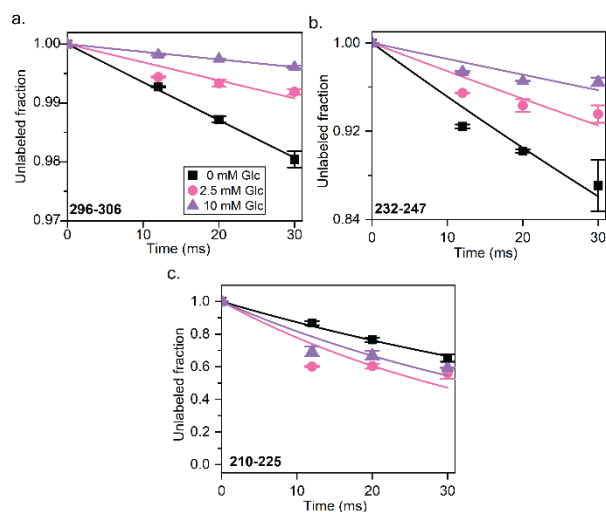 a.
Unlabeled fraction
1.00
0.99
0.98
0.97
0 mM Glc
2.5 mM Glc
10 mM Glc
296-306
0 10 20 30
Time (ms)
b.
Unlabeled fraction
1.00
0.92
0.84
232-247
0 10 20 30
Time (ms)
c.
Unlabeled fraction
1.0
0.8
0.6
0.4
0.2
0.0
210-225
0 10 20 30
Time (ms)